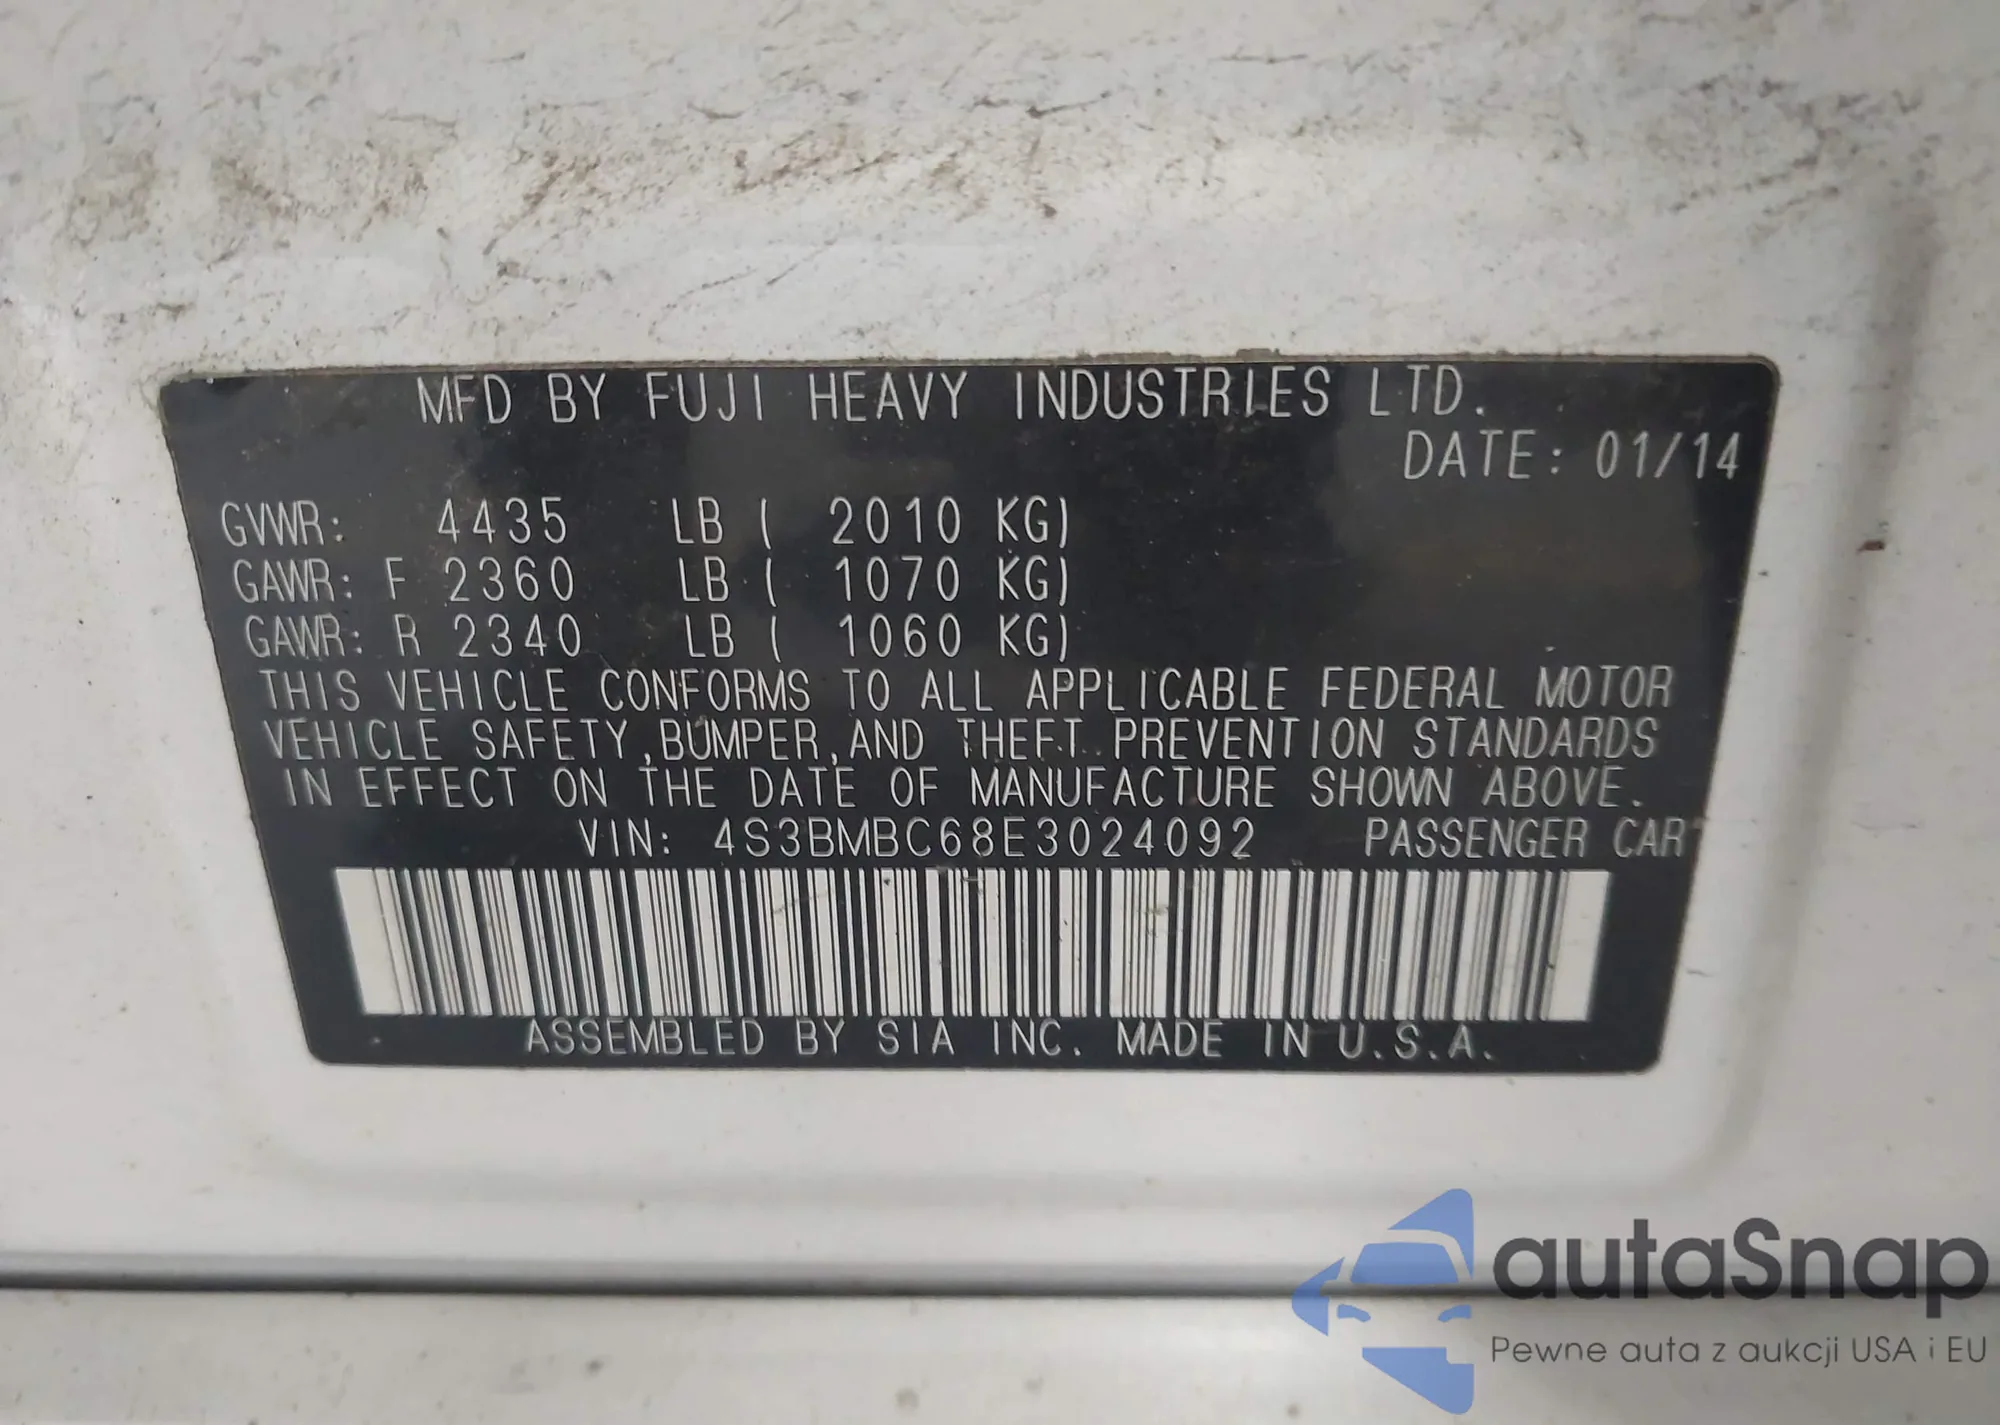 MFD BY FUJI HEAVY INDUSTRIES LTD.
DATE: 01/14
GVWR: 4435 LB ( 2010 KG)
GAWR: F 2360 LB ( 1070 KG)
GAWR: R 2340 LB ( 1060 KG)
THIS VEHICLE CONFORMS TO ALL APPLICABLE FEDERAL MOTOR
VEHICLE SAFETY,BUMPER,AND THEFT PREVENTION STANDARDS
IN EFFECT ON THE DATE OF MANUFACTURE SHOWN ABOVE.
VIN: 4S3BMBC68E3024092 PASSENGER CAR
ASSEMBLED BY SIA INC. MADE IN U.S.A.
autaSnap
Pewne auta z aukcji USA i EU